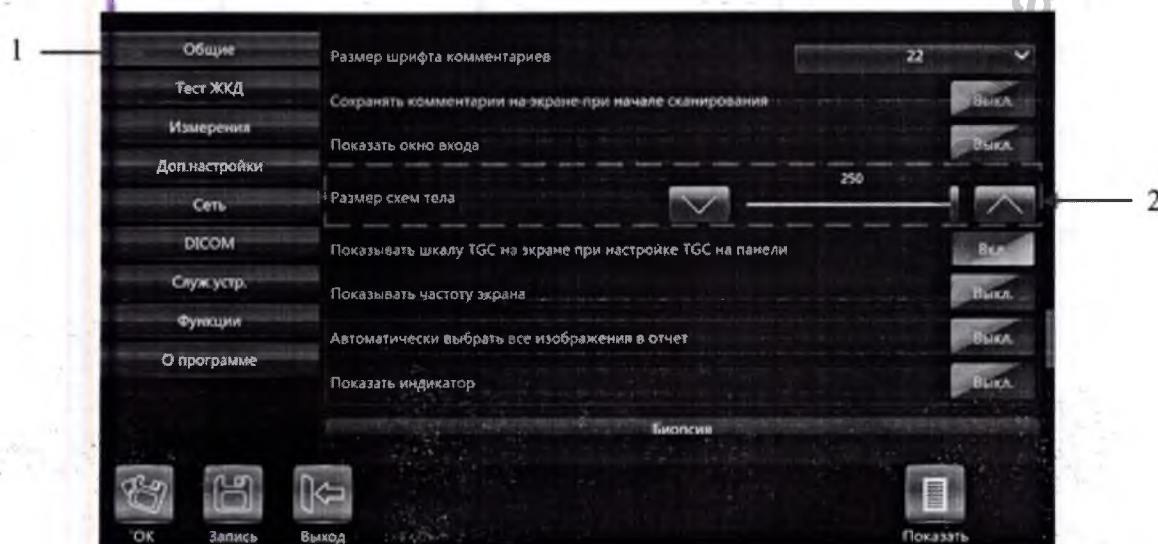 1
2
Общие
Тест ЖКД
Измерения
Доп.настройки
Сеть
DICOM
Служ.устр.
Функции
О программе
Размер шрифта комментариев 22
Сохранять комментарии на экране при начале сканирования Выкл.
Показать окно входа Выкл.
Размер схем тела 250
Показывать шкалу TGC на экране при настройке TGC на панели Вкл.
Показывать частоту экрана Выкл.
Автоматически выбрать все изображения в отчет Выкл.
Показать индикатор Выкл.
Биопсия
ОК Запись Выход Показать